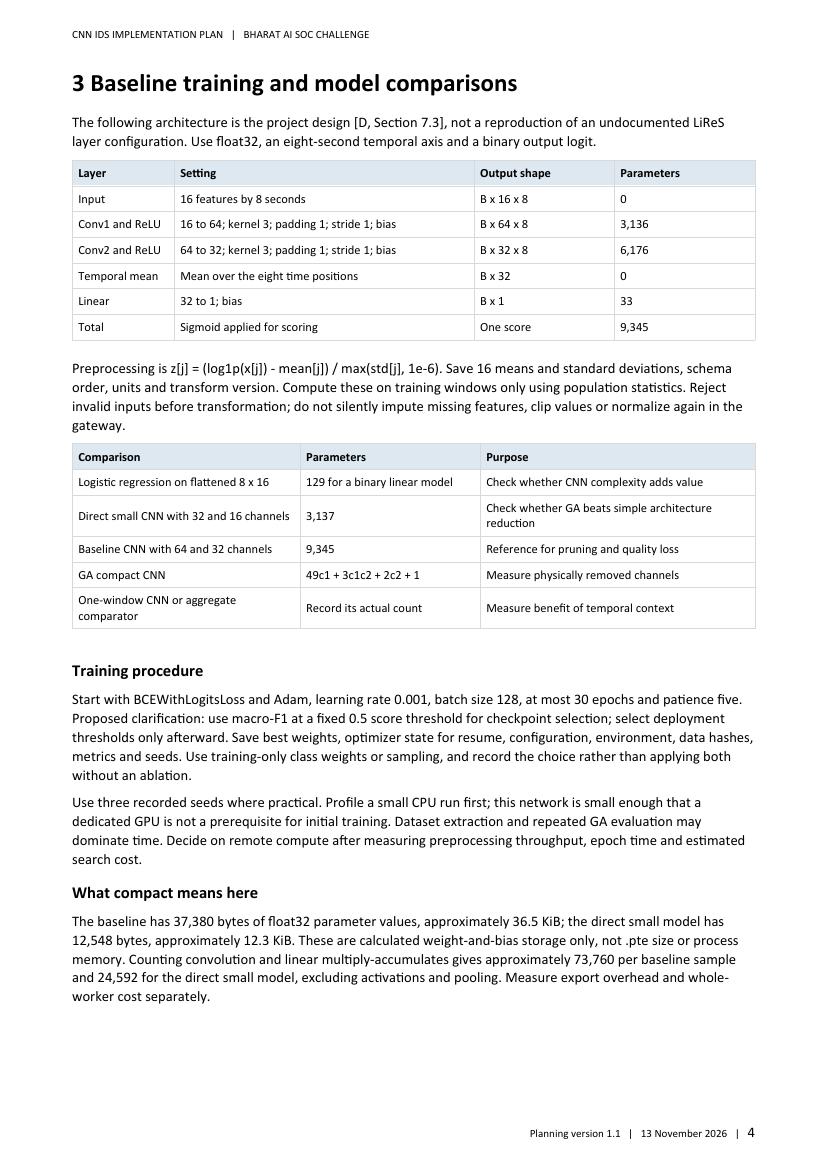 CNN IDS IMPLEMENTATION PLAN | BHARAT AI SOC CHALLENGE
3 Baseline training and model comparisons
The following architecture is the project design [D, Section 7.3], not a reproduction of an undocumented LiReS
layer configuration. Use float32, an eight-second temporal axis and a binary output logit.
Layer Setting Output shape Parameters
Input 16 features by 8 seconds B x 16 x 8 0
Conv1 and ReLU 16 to 64; kernel 3; padding 1; stride 1; bias B x 64 x 8 3,136
Conv2 and ReLU 64 to 32; kernel 3; padding 1; stride 1; bias B x 32 x 8 6,176
Temporal mean Mean over the eight time positions B x 32 0
Linear 32 to 1; bias B x 1 33
Total Sigmoid applied for scoring One score 9,345
Preprocessing is z[j] = (log1p(x[j]) - mean[j]) / max(std[j], 1e-6). Save 16 means and standard deviations, schema
order, units and transform version. Compute these on training windows only using population statistics. Reject
invalid inputs before transformation; do not silently impute missing features, clip values or normalize again in the
gateway.
Comparison Parameters Purpose
Logistic regression on flattened 8 x 16 129 for a binary linear model Check whether CNN complexity adds value
Direct small CNN with 32 and 16 channels 3,137 Check whether GA beats simple architecture
reduction
Baseline CNN with 64 and 32 channels 9,345 Reference for pruning and quality loss
GA compact CNN 49c1 + 3c1c2 + 2c2 + 1 Measure physically removed channels
One-window CNN or aggregate
comparator Record its actual count Measure benefit of temporal context
Training procedure
Start with BCEWithLogitsLoss and Adam, learning rate 0.001, batch size 128, at most 30 epochs and patience five.
Proposed clarification: use macro-F1 at a fixed 0.5 score threshold for checkpoint selection; select deployment
thresholds only afterward. Save best weights, optimizer state for resume, configuration, environment, data hashes,
metrics and seeds. Use training-only class weights or sampling, and record the choice rather than applying both
without an ablation.
Use three recorded seeds where practical. Profile a small CPU run first; this network is small enough that a
dedicated GPU is not a prerequisite for initial training. Dataset extraction and repeated GA evaluation may
dominate time. Decide on remote compute after measuring preprocessing throughput, epoch time and estimated
search cost.
What compact means here
The baseline has 37,380 bytes of float32 parameter values, approximately 36.5 KiB; the direct small model has
12,548 bytes, approximately 12.3 KiB. These are calculated weight-and-bias storage only, not .pte size or process
memory. Counting convolution and linear multiply-accumulates gives approximately 73,760 per baseline sample
and 24,592 for the direct small model, excluding activations and pooling. Measure export overhead and whole-
worker cost separately.
Planning version 1.1 | 13 November 2026 | 4